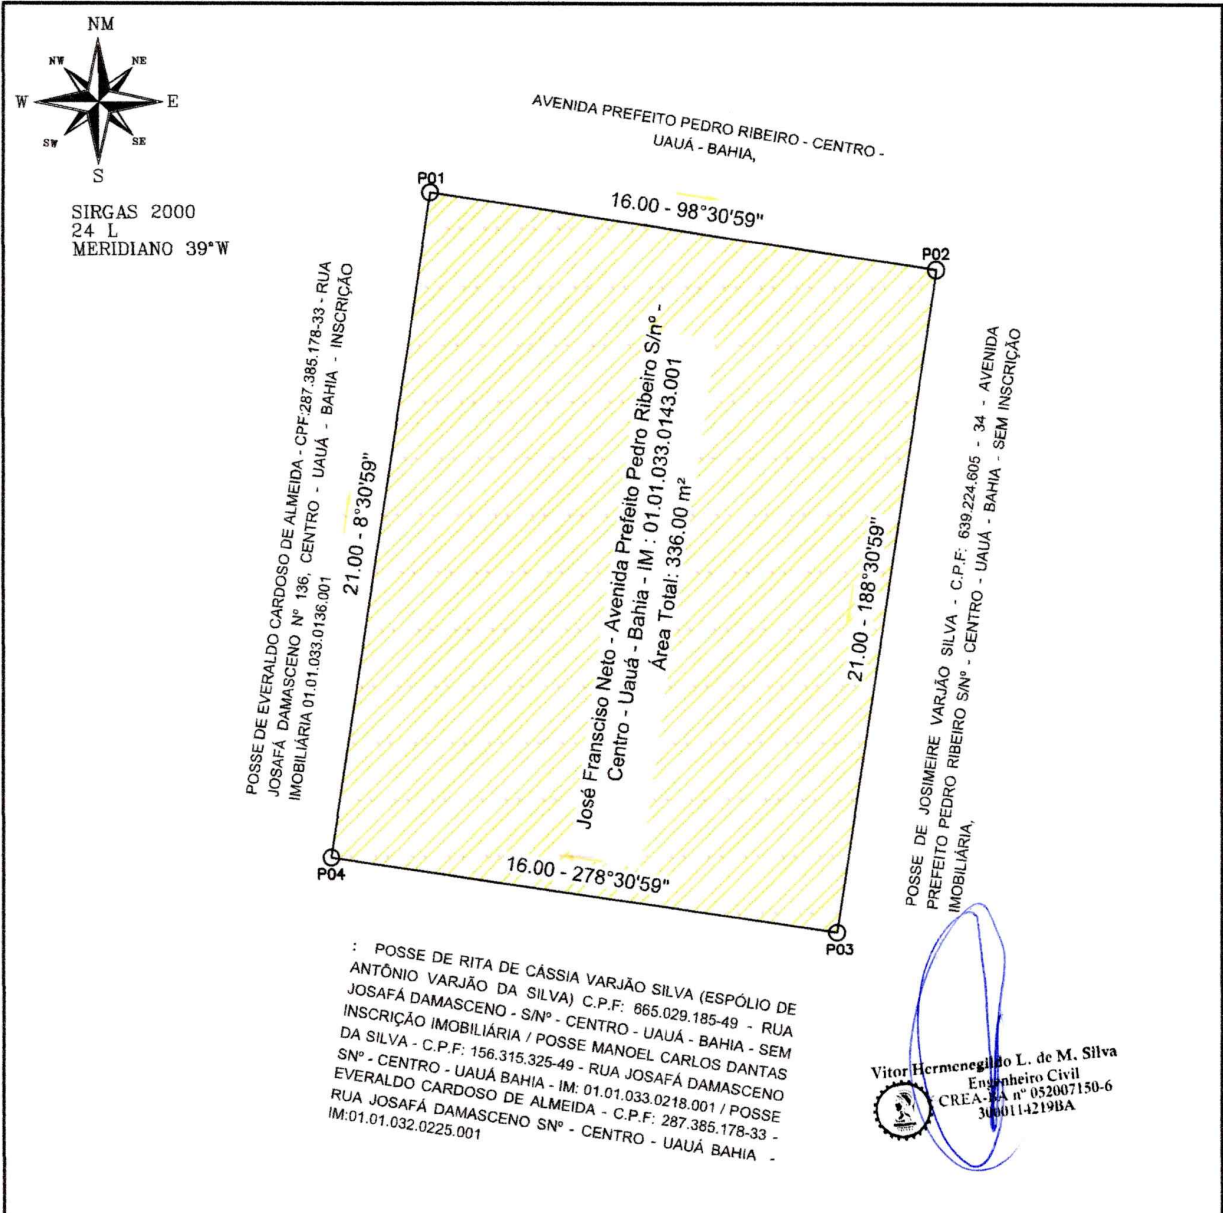 NM
NW
NE
W
E
SW
SE
S
SIRGAS 2000
24 L
MERIDIANO 39°W
AVENIDA PREFEITO PEDRO RIBEIRO - CENTRO -
UAUÁ - BAHIA,
P01
16.00 - 98°30'59"
P02
POSSE DE EVERALDO CARDOSO DE ALMEIDA - CPF:287.385.178-33 - RUA
JOSAFÁ DAMASCENO Nº 136, CENTRO - UAUÁ - BAHIA - INSCRIÇÃO
IMOBILIÁRIA 01.01.033.0136.001
21.00 - 8°30'59"
José Fransciso Neto - Avenida Prefeito Pedro Ribeiro S/nº -
Centro - Uauá - Bahia - IM : 01.01.033.0143.001
Área Total: 336.00 m²
21.00 - 188°30'59"
POSSE DE JOSIMEIRE VARJÃO SILVA - C.P.F: 639.224.605 - 34 - AVENIDA
PREFEITO PEDRO RIBEIRO S/Nº - CENTRO - UAUÁ - BAHIA - SEM INSCRIÇÃO
IMOBILIÁRIA,
16.00 - 278°30'59"
P04
P03
: POSSE DE RITA DE CÁSSIA VARJÃO SILVA (ESPÓLIO DE
ANTÔNIO VARJÃO DA SILVA) C.P.F: 665.029.185-49 - RUA
JOSAFÁ DAMASCENO - S/Nº - CENTRO - UAUÁ - BAHIA - SEM
INSCRIÇÃO IMOBILIÁRIA / POSSE MANOEL CARLOS DANTAS
DA SILVA - C.P.F: 156.315.325-49 - RUA JOSAFÁ DAMASCENO
SNº - CENTRO - UAUÁ BAHIA - IM: 01.01.033.0218.001 / POSSE
EVERALDO CARDOSO DE ALMEIDA - C.P.F: 287.385.178-33 -
RUA JOSAFÁ DAMASCENO SNº - CENTRO - UAUÁ BAHIA -
IM:01.01.032.0225.001
Vitor Hermenegildo L. de M. Silva
Engenheiro Civil
CREA-BA nº 052007150-6
3000114219BA